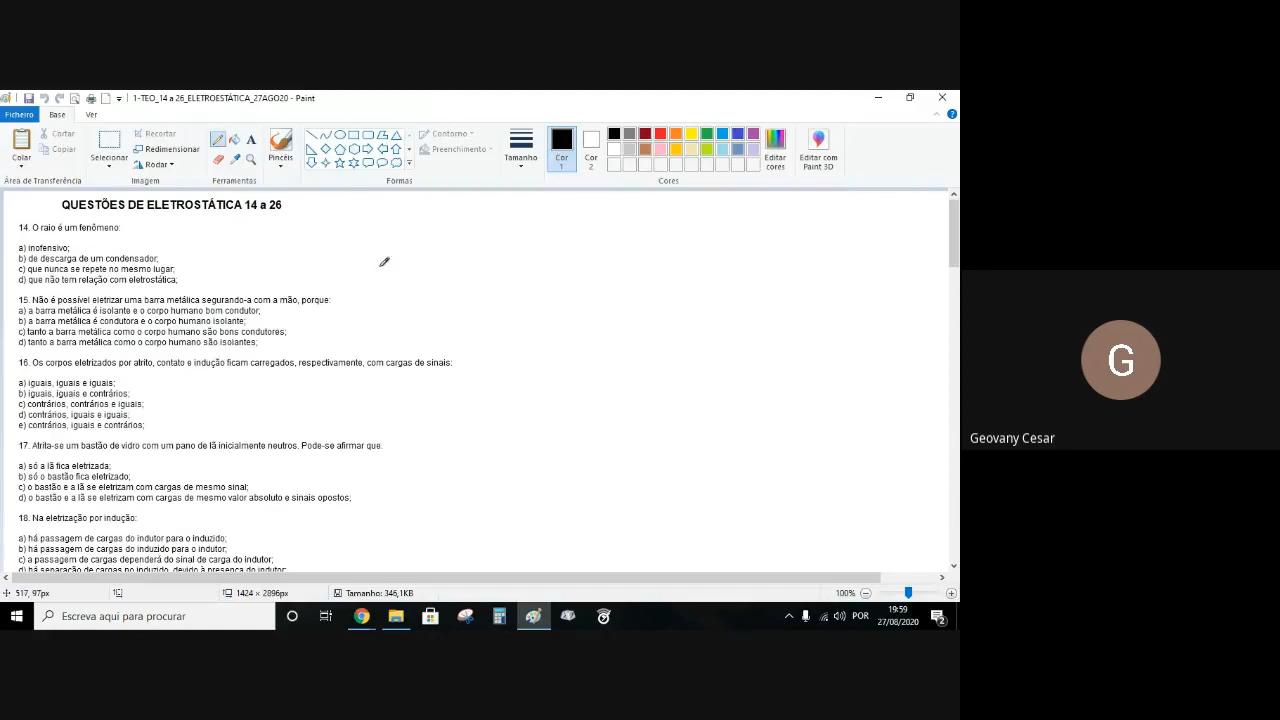 1-TEO_14 a 26_ELETROESTÁTICA_27AGO20 - Paint
Ficheiro
Base
Ver
Colar
Cortar
Copiar
Área de Transferência
Selecionar
Recortar
Redimensionar
Rodar
Imagem
Ferramentas
Pincéis
Contorno
Preenchimento
Formas
Tamanho
Cor 1
Cor 2
Editar cores
Cores
Editar com Paint 3D
QUESTÕES DE ELETROSTÁTICA 14 a 26
14. O raio é um fenômeno:
a) inofensivo;
b) de descarga de um condensador;
c) que nunca se repete no mesmo lugar;
d) que não tem relação com eletrostática;
15. Não é possível eletrizar uma barra metálica segurando-a com a mão, porque:
a) a barra metálica é isolante e o corpo humano bom condutor;
b) a barra metálica é condutora e o corpo humano isolante;
c) tanto a barra metálica como o corpo humano são bons condutores;
d) tanto a barra metálica como o corpo humano são isolantes;
16. Os corpos eletrizados por atrito, contato e indução ficam carregados, respectivamente, com cargas de sinais:
a) iguais, iguais e iguais;
b) iguais, iguais e contrários;
c) contrários, contrários e iguais;
d) contrários, iguais e iguais;
e) contrários, iguais e contrários;
17. Atrita-se um bastão de vidro com um pano de lã inicialmente neutros. Pode-se afirmar que:
a) só a lã fica eletrizada;
b) só o bastão fica eletrizado;
c) o bastão e a lã se eletrizam com cargas de mesmo sinal;
d) o bastão e a lã se eletrizam com cargas de mesmo valor absoluto e sinais opostos;
18. Na eletrização por indução:
a) há passagem de cargas do indutor para o induzido;
b) há passagem de cargas do induzido para o indutor;
c) a passagem de cargas dependerá do sinal de carga do indutor;
d) há separação de cargas no induzido, devido à presença do indutor;
517, 97px
1424 × 2896px
Tamanho: 346,1KB
100%
Escreva aqui para procurar
POR
19:59
27/08/2020
2
G
Geovany Cesar